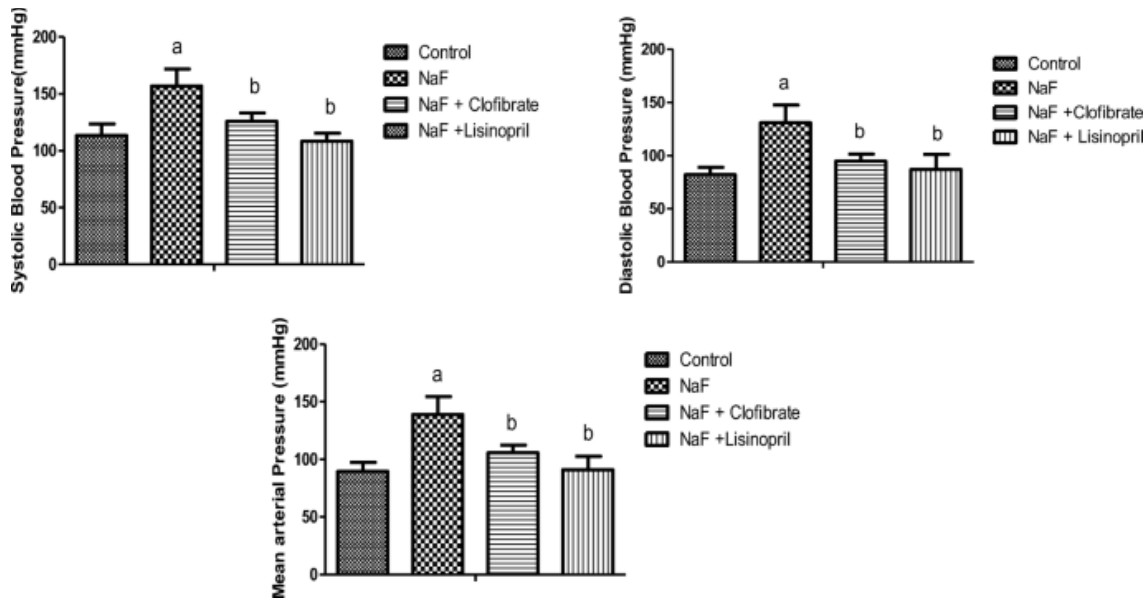 Systolic Blood Pressure(mmHg)
200
150
100
50
0
a
b
b
Control
NaF
NaF + Clofibrate
NaF +Lisinopril
Diastolic Blood Pressure (mmHg)
200
150
100
50
0
a
b
b
Control
NaF
NaF +Clofibrate
NaF + Lisinopril
Mean arterial Pressure (mmHg)
200
150
100
50
0
a
b
b
Control
NaF
NaF + Clofibrate
NaF +Lisinopril